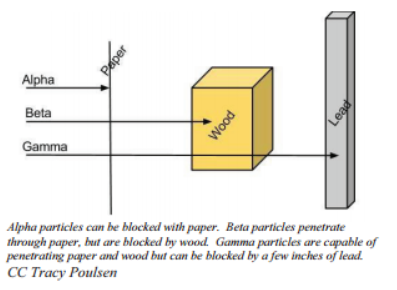 Paper
Alpha
Beta
Gamma
Wood
Lead
Alpha particles can be blocked with paper. Beta particles penetrate
through paper, but are blocked by wood. Gamma particles are capable of
penetrating paper and wood but can be blocked by a few inches of lead.
CC Tracy Poulsen